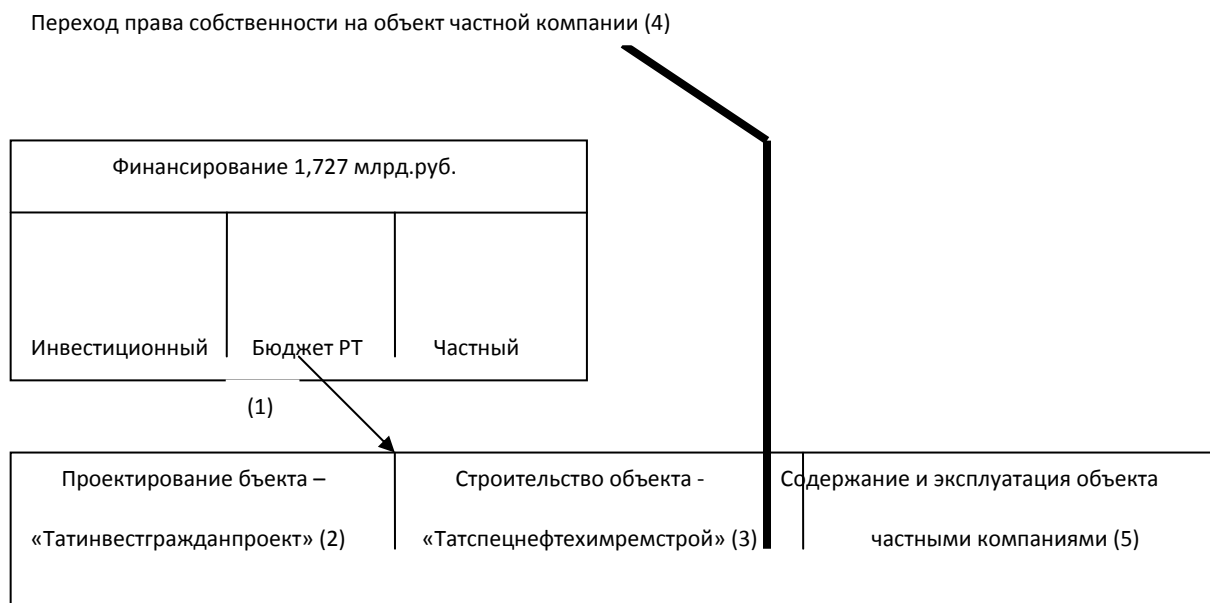 Переход права собственности на объект частной компании (4)
Финансирование 1,727 млрд.руб.
Инвестиционный Бюджет РТ Частный
(1)
Проектирование бъекта – Строительство объекта - Содержание и эксплуатация объекта
«Татинвестгражданпроект» (2) «Татспецнефтехимремстрой» (3) частными компаниями (5)